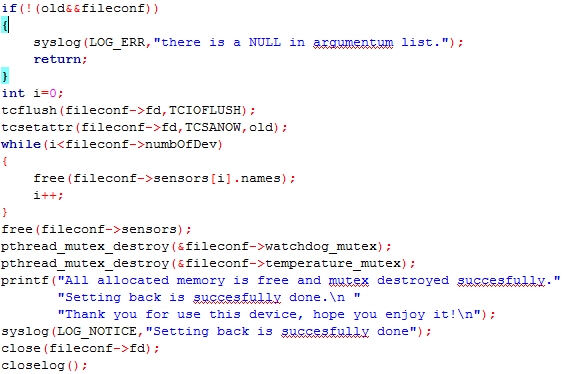 if(!(old&&fileconf))
{
    syslog(LOG_ERR,"there is a NULL in argumentum list.");
    return;
}
int i=0;
tcflush(fileconf->fd,TCIOFLUSH);
tcsetattr(fileconf->fd,TCSANOW,old);
while(i<fileconf->numbOfDev)
{
    free(fileconf->sensors[i].names);
    i++;
}
free(fileconf->sensors);
pthread_mutex_destroy(&fileconf->watchdog_mutex);
pthread_mutex_destroy(&fileconf->temperature_mutex);
printf("All allocated memory is free and mutex destroyed succesfully."
       "Setting back is succesfully done.\n "
       "Thank you for use this device, hope you enjoy it!\n");
syslog(LOG_NOTICE,"Setting back is succesfully done");
close(fileconf->fd);
closelog();